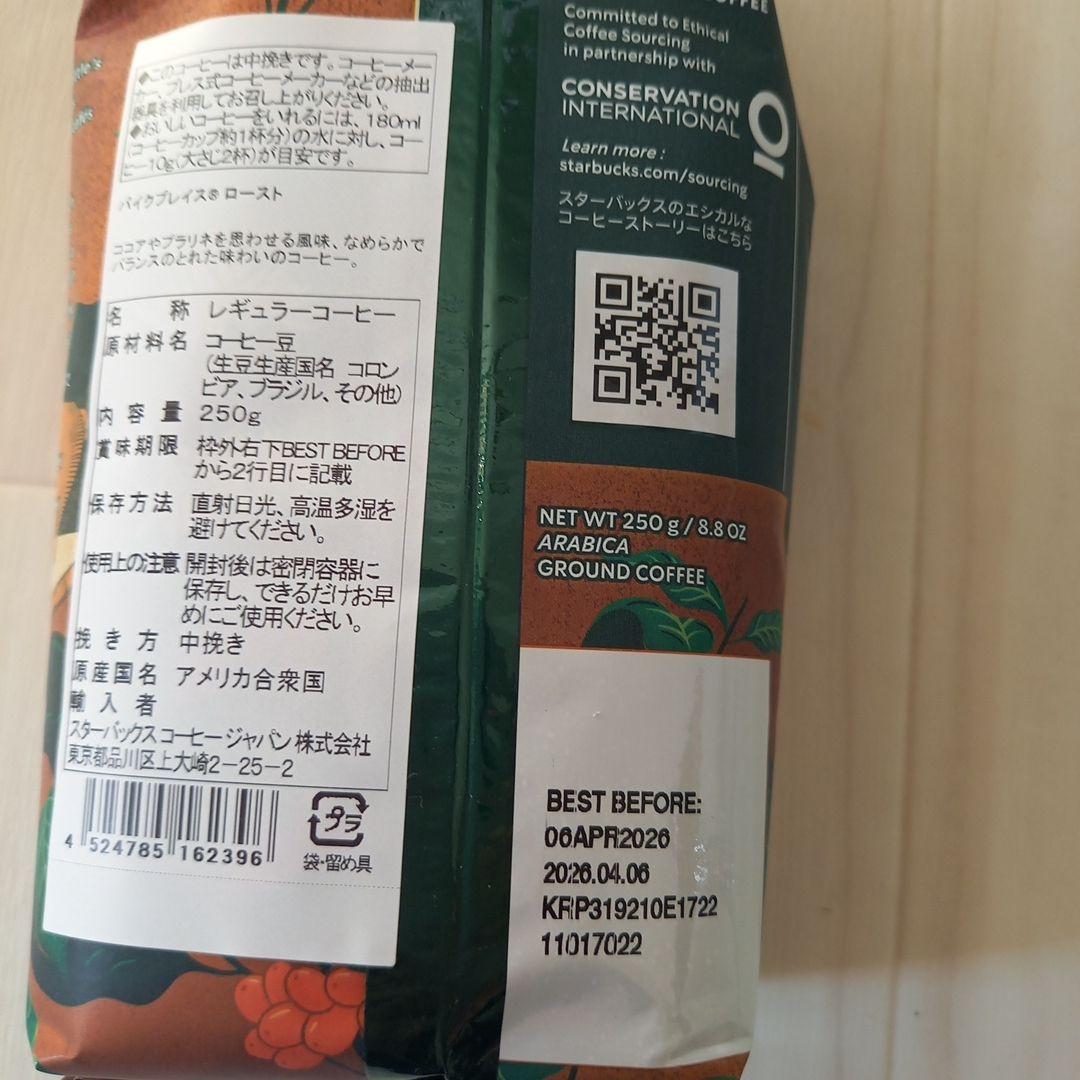 ●このコーヒーは中挽きです。コーヒーメー
カー、プレス式コーヒーメーカーなどの抽出
器具を利用してお召し上がりください。
●おいしいコーヒーをいれるには、180ml
(コーヒーカップ約1杯分)の水に対し、コー
ヒー10g(大さじ2杯)が目安です。
パイクプレイス® ロースト
ココアやプラリネを思わせる風味、なめらかで
バランスのとれた味わいのコーヒー。
名称 レギュラーコーヒー
原材料名 コーヒー豆
(生豆生産国名 コロン
ビア、ブラジル、その他)
内容量 250g
賞味期限 枠外右下BEST BEFORE
から2行目に記載
保存方法 直射日光、高温多湿を
避けてください。
使用上の注意 開封後は密閉容器に
保存し、できるだけお早
めにご使用ください。
挽き方 中挽き
原産国名 アメリカ合衆国
輸入者
スターバックス コーヒー ジャパン 株式会社
東京都品川区上大崎2-25-2
4 524785 162396
プラ
袋・留め具
COFFEE
Committed to Ethical
Coffee Sourcing
in partnership with
CONSERVATION
INTERNATIONAL
Learn more :
starbucks.com/sourcing
スターバックスのエシカルな
コーヒーストーリーはこちら
NET WT 250 g / 8.8 OZ
ARABICA
GROUND COFFEE
BEST BEFORE:
06APR2026
2026.04.06
KRP319210E1722
11017022